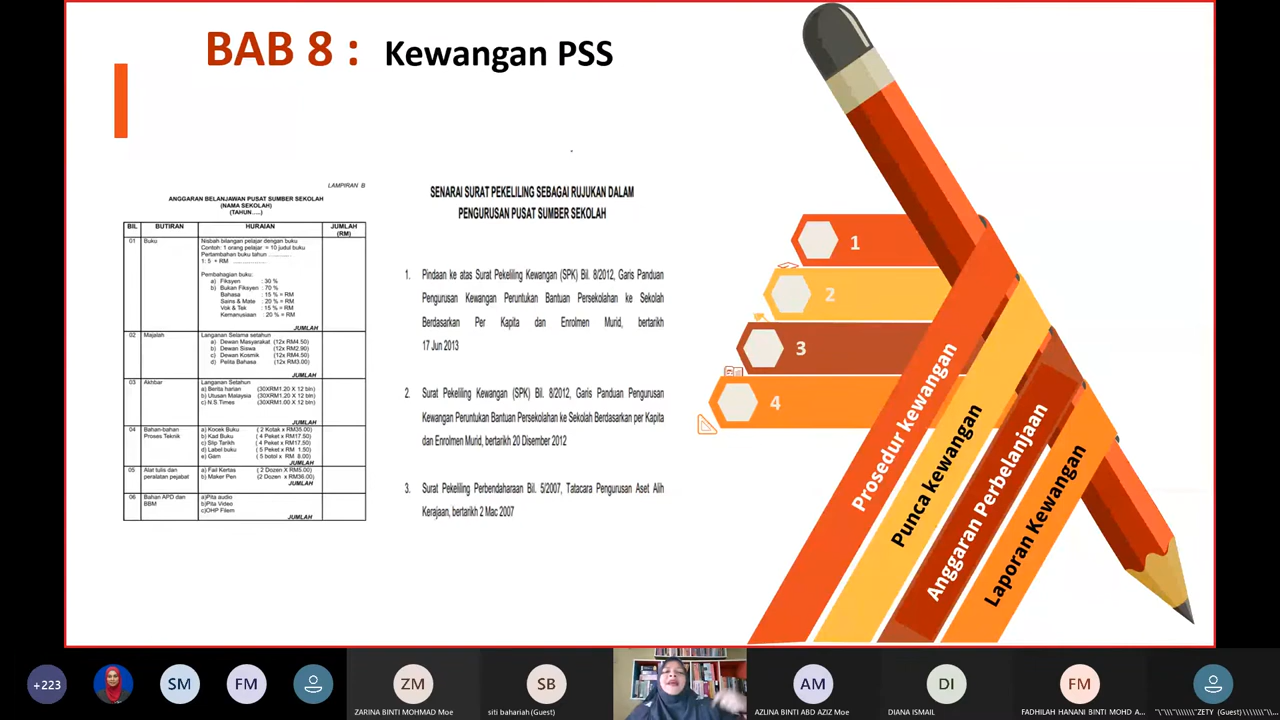 BAB 8 : Kewangan PSS
LAMPIRAN B
ANGGARAN BELANJAWAN PUSAT SUMBER SEKOLAH
(NAMA SEKOLAH)
(TAHUN.....)
BIL BUTIRAN HURAIAN JUMLAH
(RM)
01 Buku Nisbah bilangan pelajar dengan buku
Contoh: 1 orang pelajar = 10 judul buku
Pertambahan buku tahun ..............
1: 5 + RM ..................
Pembahagian buku:
a) Fiksyen : 30 %
b) Bukan Fiksyen : 70 %
Bahasa : 15 % = RM
Sains & Mate : 20 % = RM
Vok & Tek : 15 % = RM
Kemanusiaan : 20 % = RM
JUMLAH
02 Majalah Langganan Selama setahun
a) Dewan Masyarakat (12x RM4.50)
b) Dewan Siswa (12x RM2.90)
c) Dewan Kosmik (12x RM4.50)
d) Pelita Bahasa (12x RM3.00)
JUMLAH
03 Akhbar Langganan Setahun
a) Berita harian (30XRM1.20 X 12 bln)
b) Utusan Malaysia (30XRM1.20 X 12 bln)
c) N.S.Times (30XRM1.00 X 12 bln)
JUMLAH
04 Bahan-bahan a) Kocek Buku ( 2 Kotak x RM35.00)
Proses Teknik b) Kad Buku ( 4 Peket x RM17.50)
c) Slip Tarikh ( 4 Peket x RM17.50)
d) Label buku ( 5 Peket x RM 1.50)
e) Gam ( 5 botol x RM 8.00)
JUMLAH
05 Alat tulis dan a) Fail Kertas ( 2 Dozen X RM5.00)
peralatan pejabat b) Maker Pen (2 Dozen x RM36.00)
JUMLAH
06 Bahan APD dan a)Pita audio
BBM b)Pita Video
c)OHP Filem
JUMLAH
SENARAI SURAT PEKELILING SEBAGAI RUJUKAN DALAM
PENGURUSAN PUSAT SUMBER SEKOLAH
1. Pindaan ke atas Surat Pekeliling Kewangan (SPK) Bil. 8/2012, Garis Panduan
Pengurusan Kewangan Peruntukan Bantuan Persekolahan ke Sekolah
Berdasarkan Per Kapita dan Enrolmen Murid, bertarikh
17 Jun 2013
2. Surat Pekeliling Kewangan (SPK) Bil. 8/2012, Garis Panduan Pengurusan
Kewangan Peruntukan Bantuan Persekolahan ke Sekolah Berdasarkan per Kapita
dan Enrolmen Murid, bertarikh 20 Disember 2012
3. Surat Pekeliling Perbendaharaan Bil. 5/2007, Tatacara Pengurusan Aset Alih
Kerajaan, bertarikh 2 Mac 2007
1
2
3
4
Prosedur kewangan
Punca Kewangan
Anggaran Perbelanjaan
Laporan Kewangan
+223
SM
FM
ZM
ZARINA BINTI MOHMAD Moe
SB
siti bahariah (Guest)
AM
AZLINA BINTI ABD AZIZ Moe
DI
DIANA ISMAIL
FM
FADHILAH HANANI BINTI MOHD A...
"\"\\\"\\\\\\\"ZETY (Guest)\\\\\\\"\\...